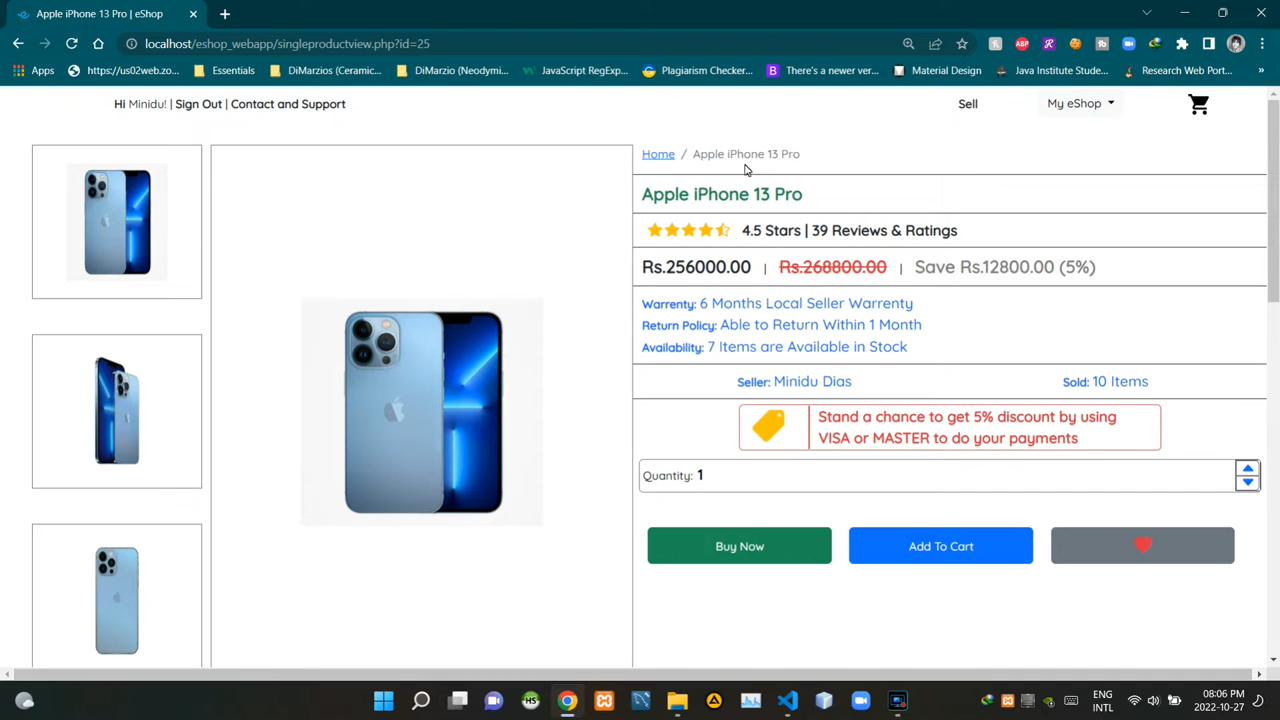 Apple iPhone 13 Pro | eShop
localhost/eshop_webapp/singleproductview.php?id=25
Apps https://us02web.zo... Essentials DiMarzios (Ceramic... DiMarzio (Neodymi... JavaScript RegExp... Plagiarism Checker... There's a newer ver... Material Design Java Institute Stude... Research Web Port...
Hi Minidu! | Sign Out | Contact and Support Sell My eShop
Home / Apple iPhone 13 Pro
Apple iPhone 13 Pro
4.5 Stars | 39 Reviews & Ratings
Rs.256000.00 | Rs.268800.00 | Save Rs.12800.00 (5%)
Warrenty: 6 Months Local Seller Warrenty
Return Policy: Able to Return Within 1 Month
Availability: 7 Items are Available in Stock
Seller: Minidu Dias Sold: 10 Items
Stand a chance to get 5% discount by using
VISA or MASTER to do your payments
Quantity: 1
Buy Now Add To Cart
ENG 08:06 PM
INTL 2022-10-27